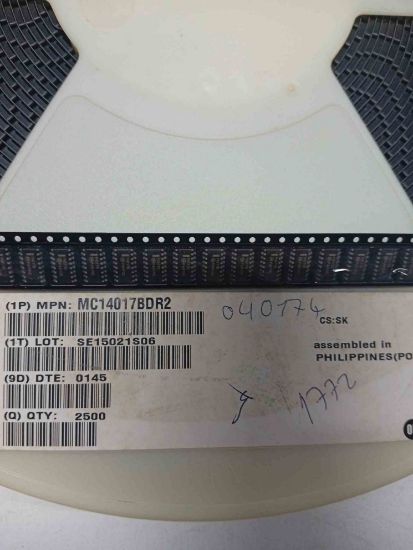 (1P) MPN: MC14017BDR2
040174
CS:SK
(1T) LOT: SE15021S06
assembled in
PHILIPPINES(PO
(9D) DTE: 0145
(Q) QTY: 2500
1772